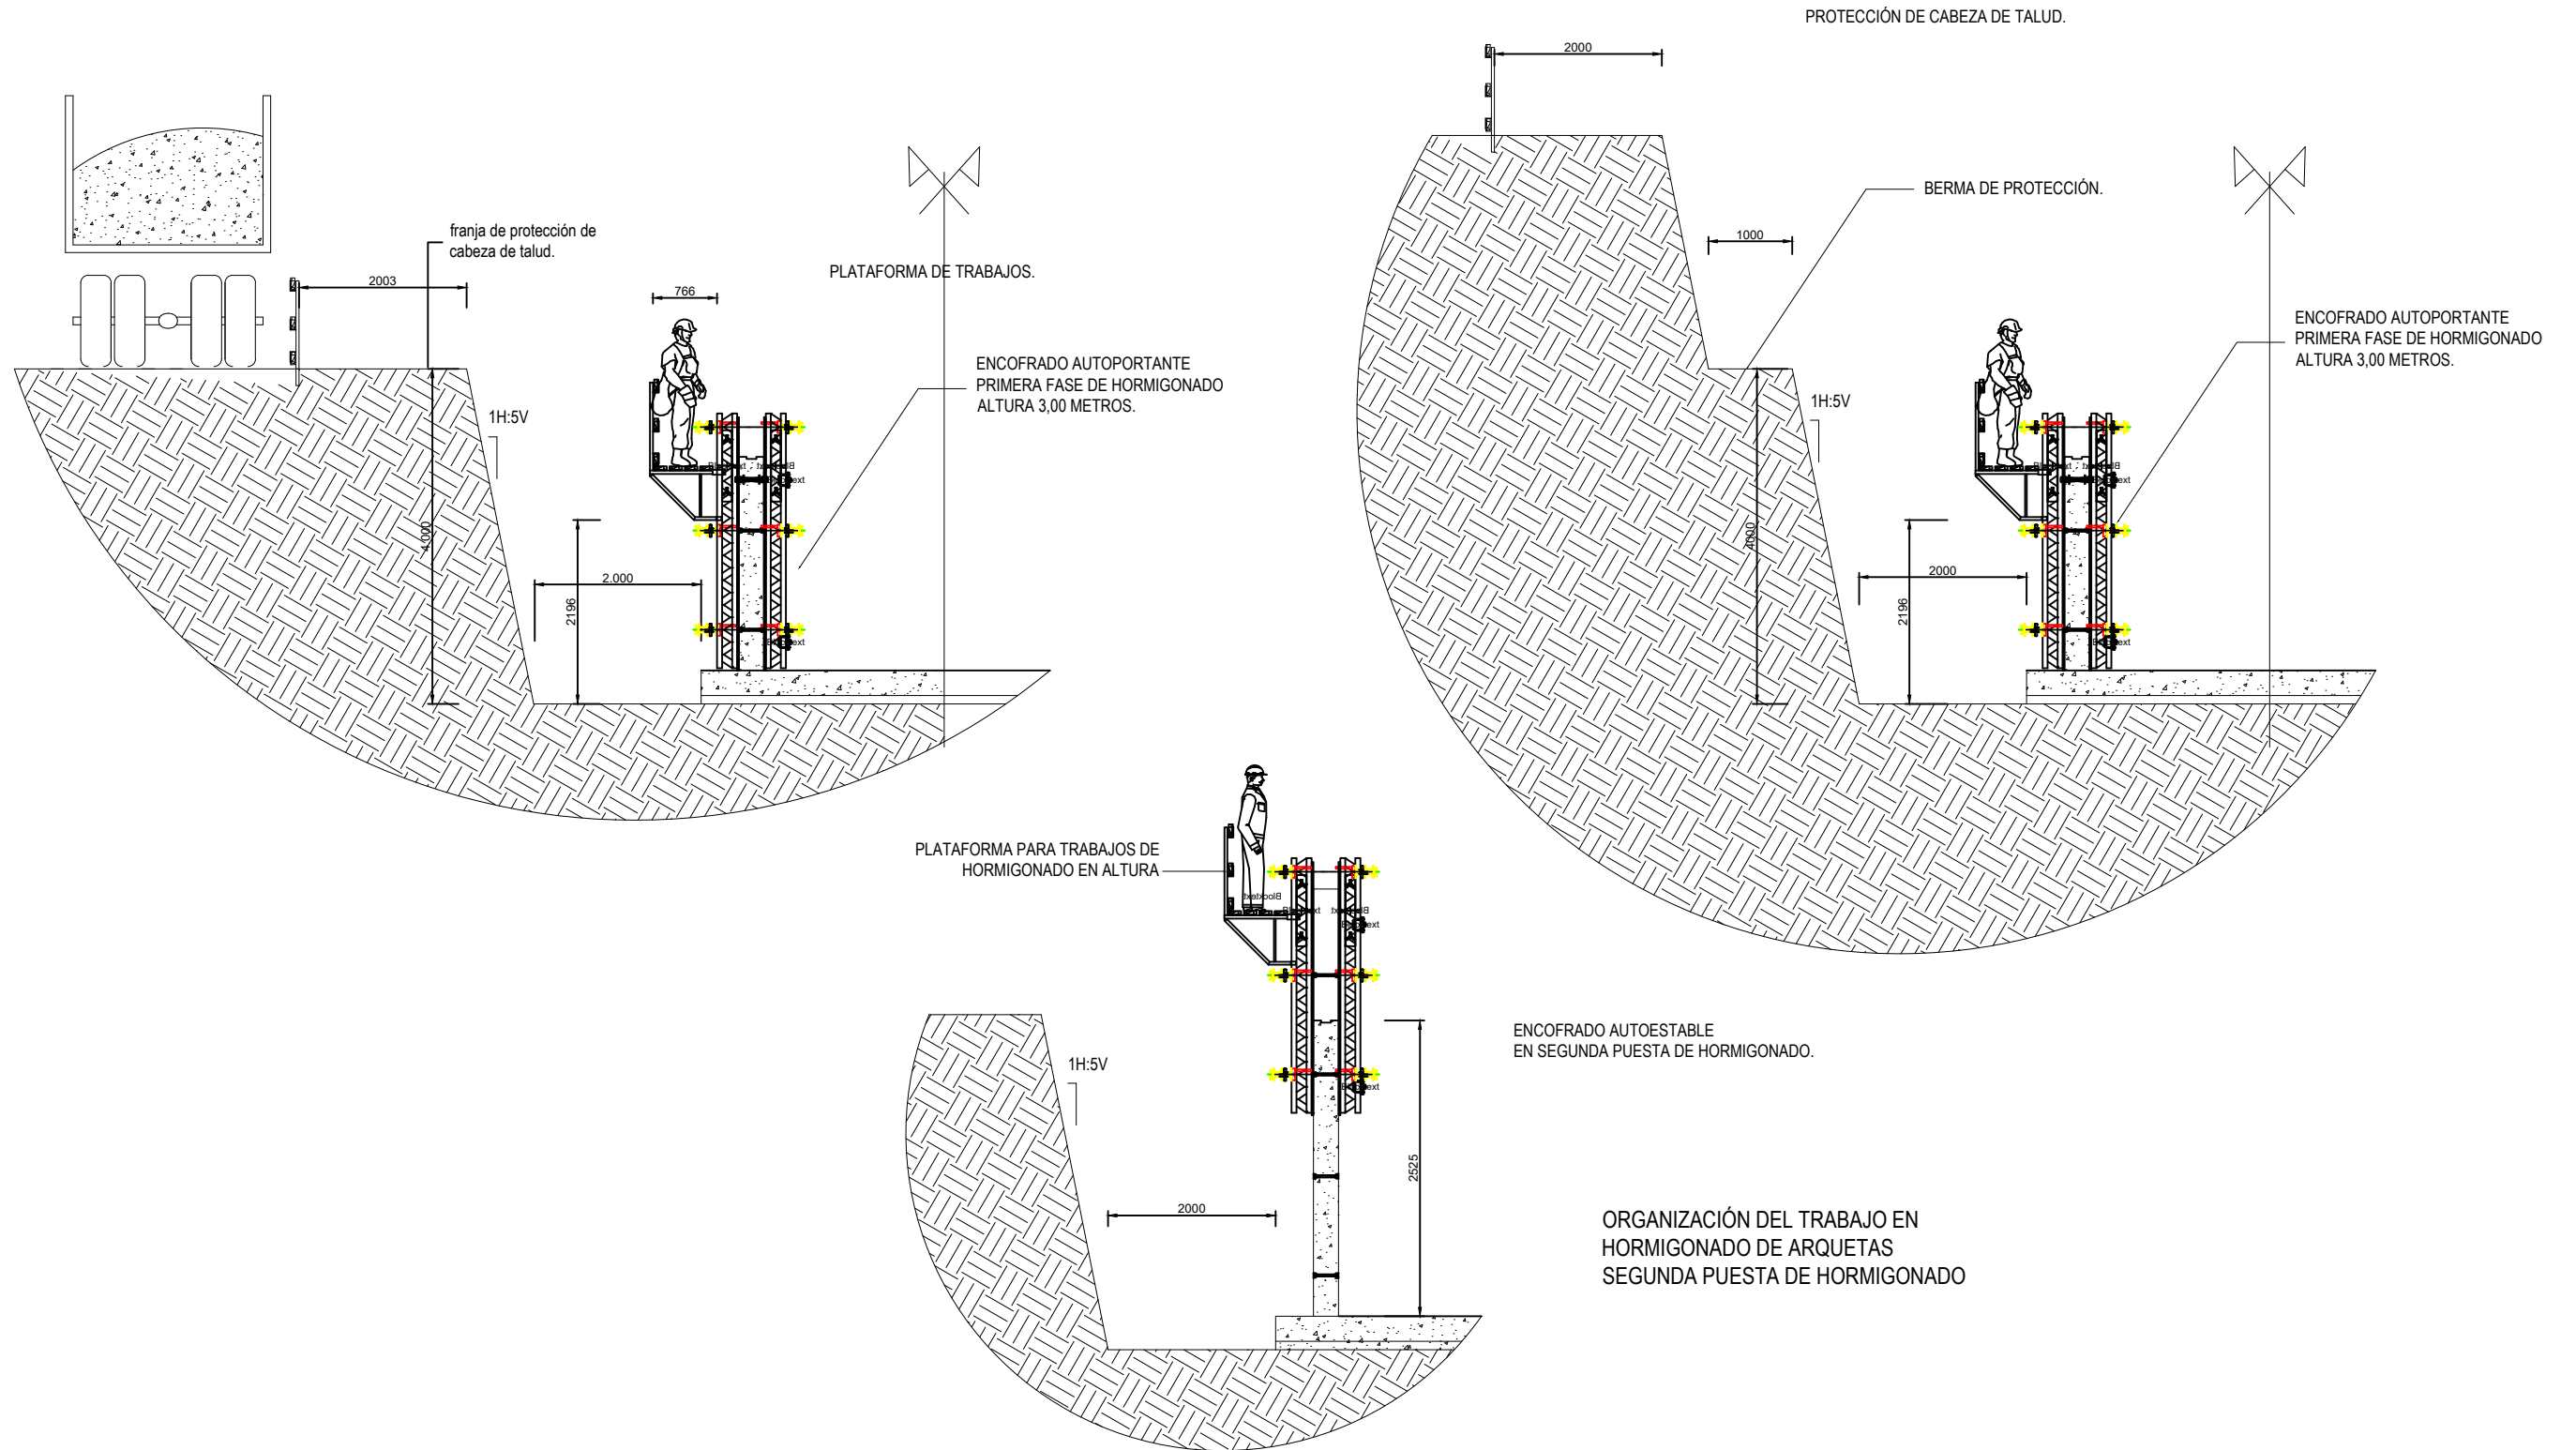 PROTECCIÓN DE CABEZA DE TALUD.
2000
franja de protección de
cabeza de talud.
2003
PLATAFORMA DE TRABAJOS.
766
ENCOFRADO AUTOPORTANTE
PRIMERA FASE DE HORMIGONADO
ALTURA 3,00 METROS.
1H:5V
4.000
2.000
2196
BERMA DE PROTECCIÓN.
1000
ENCOFRADO AUTOPORTANTE
PRIMERA FASE DE HORMIGONADO
ALTURA 3,00 METROS.
1H:5V
4000
2000
2196
PLATAFORMA PARA TRABAJOS DE
HORMIGONADO EN ALTURA
Blocktext
ENCOFRADO AUTOESTABLE
EN SEGUNDA PUESTA DE HORMIGONADO.
1H:5V
2525
2000
ORGANIZACIÓN DEL TRABAJO EN
HORMIGONADO DE ARQUETAS
SEGUNDA PUESTA DE HORMIGONADO